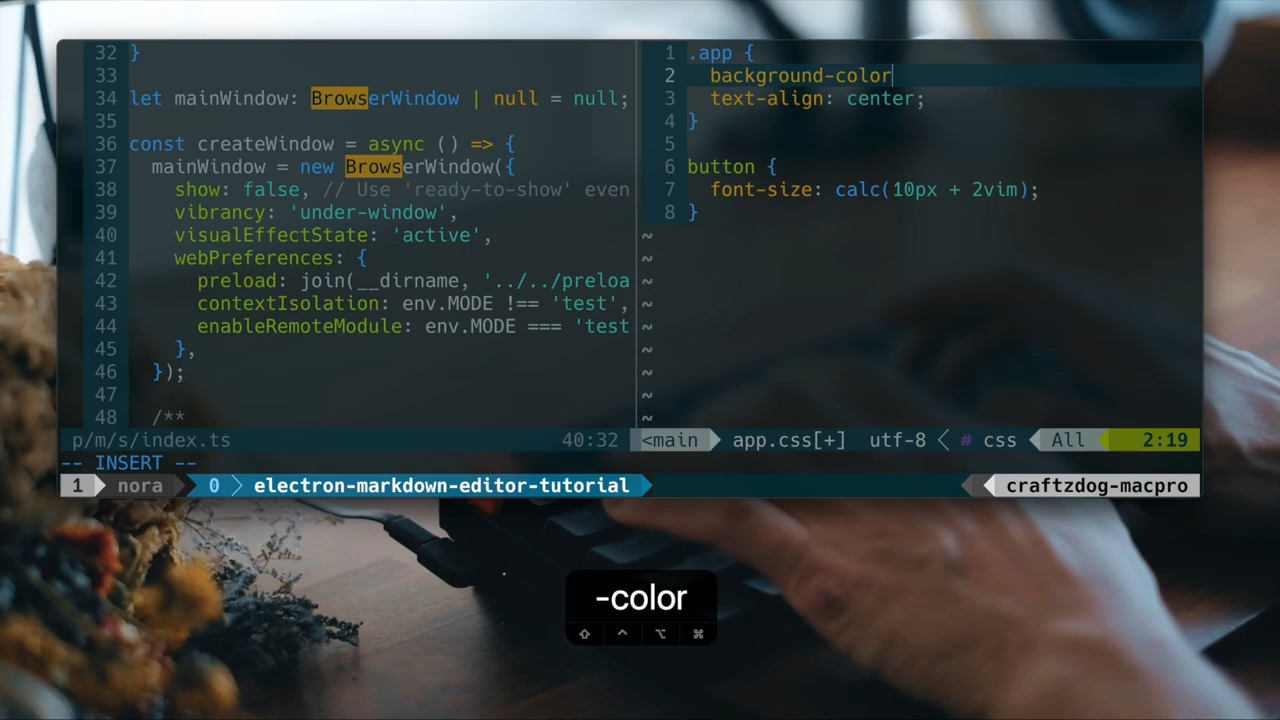 32 }
33
34 let mainWindow: BrowserWindow | null = null;
35
36 const createWindow = async () => {
37 mainWindow = new BrowserWindow({
38 show: false, // Use 'ready-to-show' even
39 vibrancy: 'under-window',
40 visualEffectState: 'active',
41 webPreferences: {
42 preload: join(__dirname, '../../preloa
43 contextIsolation: env.MODE !== 'test',
44 enableRemoteModule: env.MODE === 'test
45 },
46 });
47
48 /**
p/m/s/index.ts 40:32
1 .app {
2 background-color
3 text-align: center;
4 }
5
6 button {
7 font-size: calc(10px + 2vim);
8 }
~
~
~
~
~
~
~
~
~
<main app.css[+] utf-8 < # css All 2:19
-- INSERT --
1 nora 0 > electron-markdown-editor-tutorial craftzdog-macpro
-color
⇧ ⌃ ⌥ ⌘